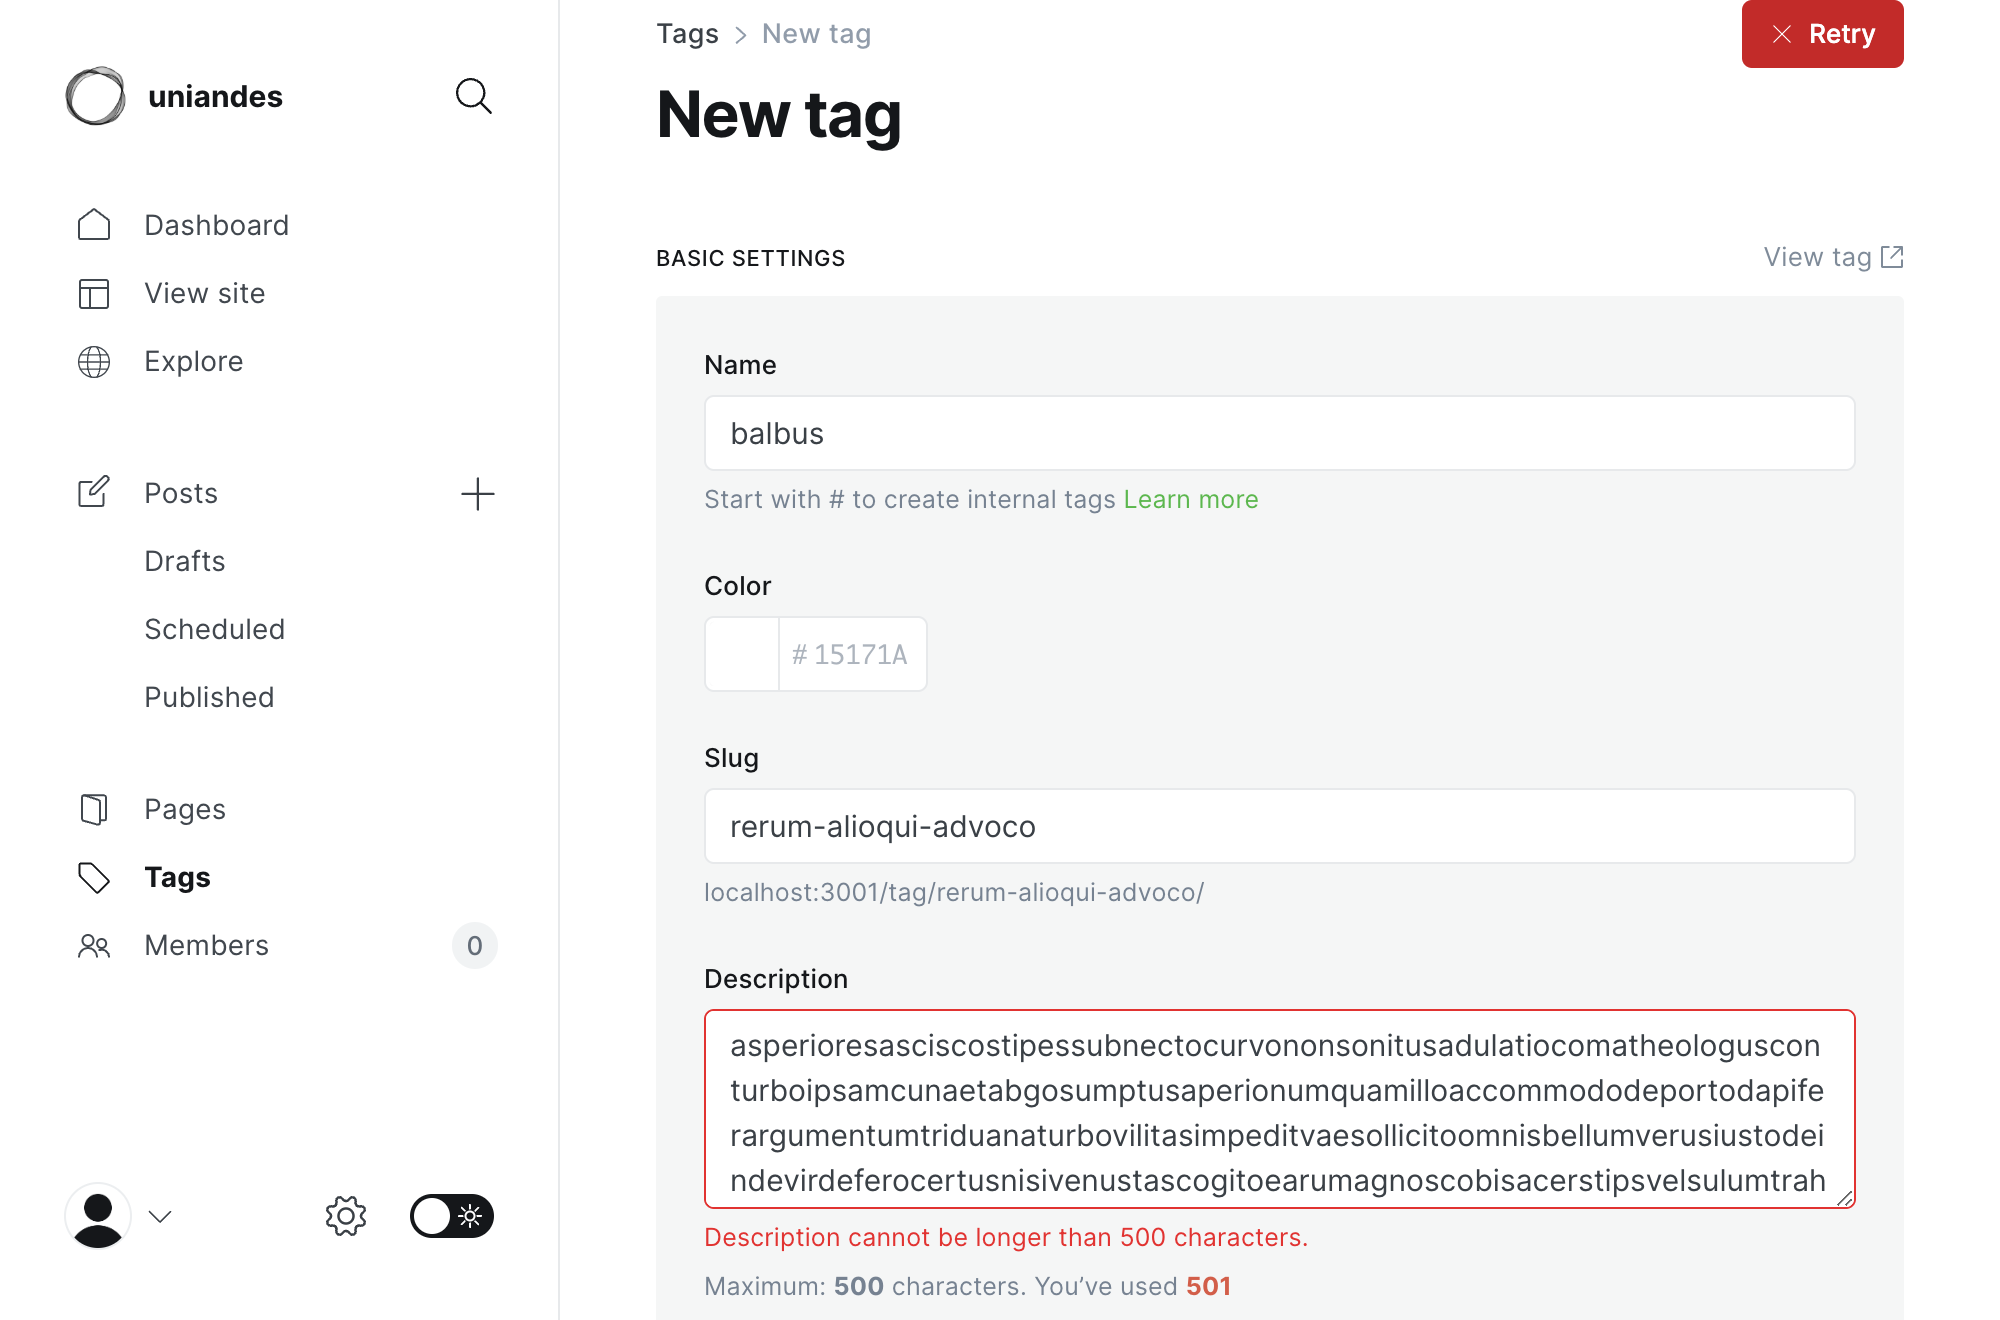 uniandes
Dashboard
View site
Explore
Posts
Drafts
Scheduled
Published
Pages
Tags
Members
0
Tags > New tag
Retry
New tag
BASIC SETTINGS
View tag
Name
balbus
Start with # to create internal tags Learn more
Color
# 15171A
Slug
rerum-alioqui-advoco
localhost:3001/tag/rerum-alioqui-advoco/
Description
asperioresasciscostipessubnectocurvononsonitusadulatiocomatheologuscon
turboipsamcunaetabgosumptusaperionumquamilloaccommododeportodapife
rargumentumtriduanaturbovilitasimpeditvaesollicitoomnisbellumverusiustodei
ndevirdeferocertusnisivenustascogitoearumagnoscobisacerstipsvelsulumtrah
Description cannot be longer than 500 characters.
Maximum: 500 characters. You’ve used 501